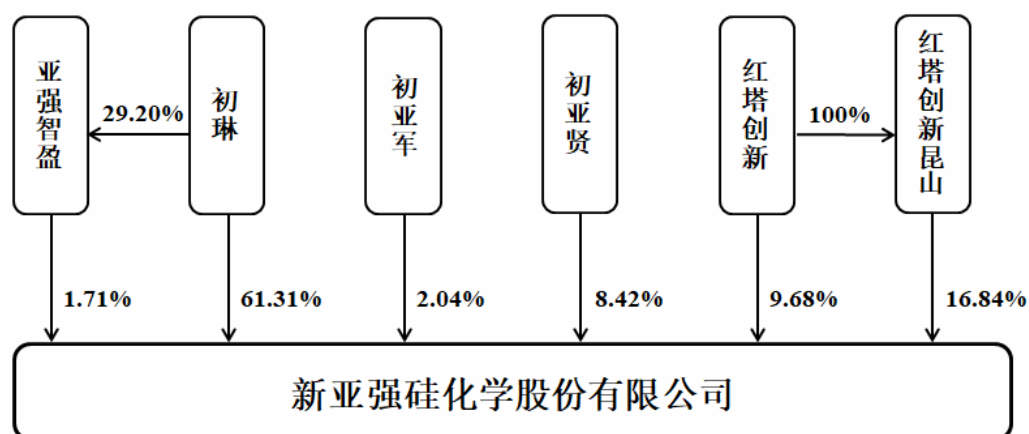 亚强智盈
初琳
初亚军
初亚贤
红塔创新
红塔创新昆山
29.20%
100%
1.71%
61.31%
2.04%
8.42%
9.68%
16.84%
新亚强硅化学股份有限公司